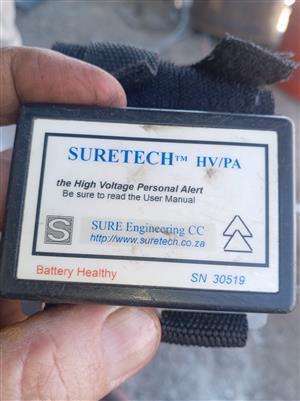 SURETECH™ HV/PA
the High Voltage Personal Alert
Be sure to read the User Manual
S
SURE Engineering CC
http://www.suretech.co.za
Battery Healthy
SN 30519